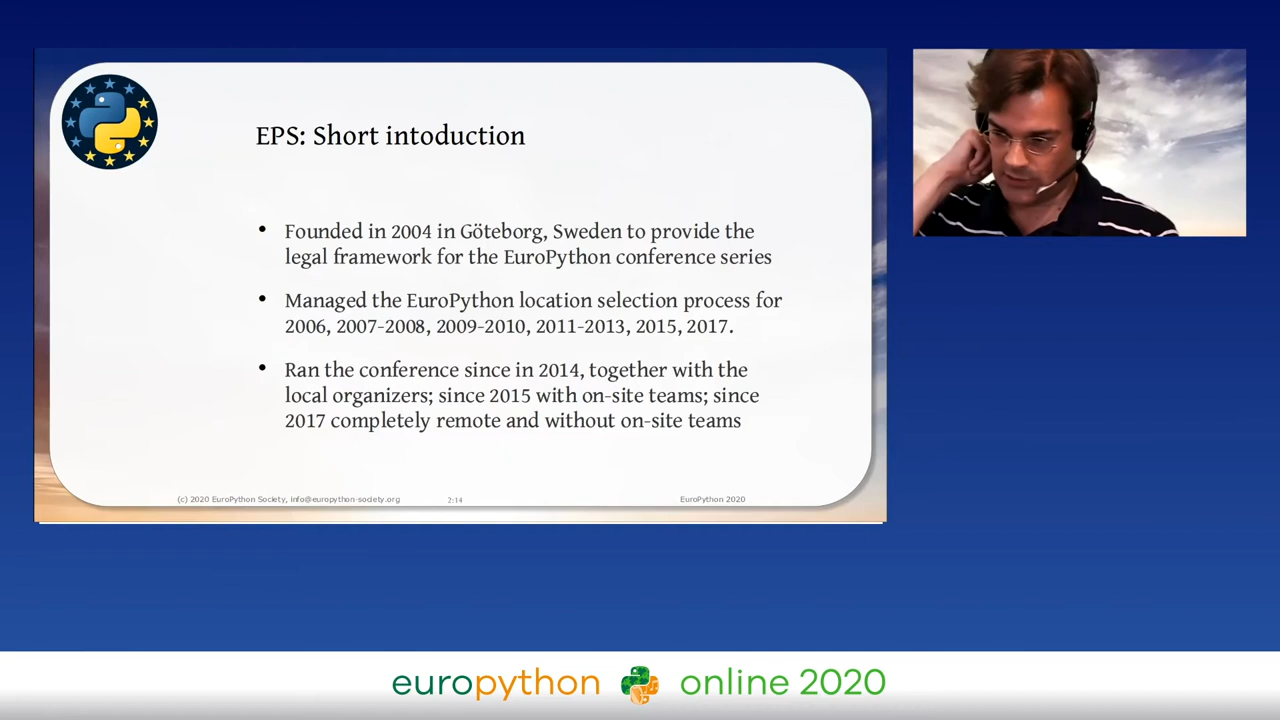 EPS: Short intoduction
• Founded in 2004 in Göteborg, Sweden to provide the
legal framework for the EuroPython conference series
• Managed the EuroPython location selection process for
2006, 2007-2008, 2009-2010, 2011-2013, 2015, 2017.
• Ran the conference since in 2014, together with the
local organizers; since 2015 with on-site teams; since
2017 completely remote and without on-site teams
(c) 2020 EuroPython Society, info@europython-society.org 2:14 EuroPython 2020
europython online 2020